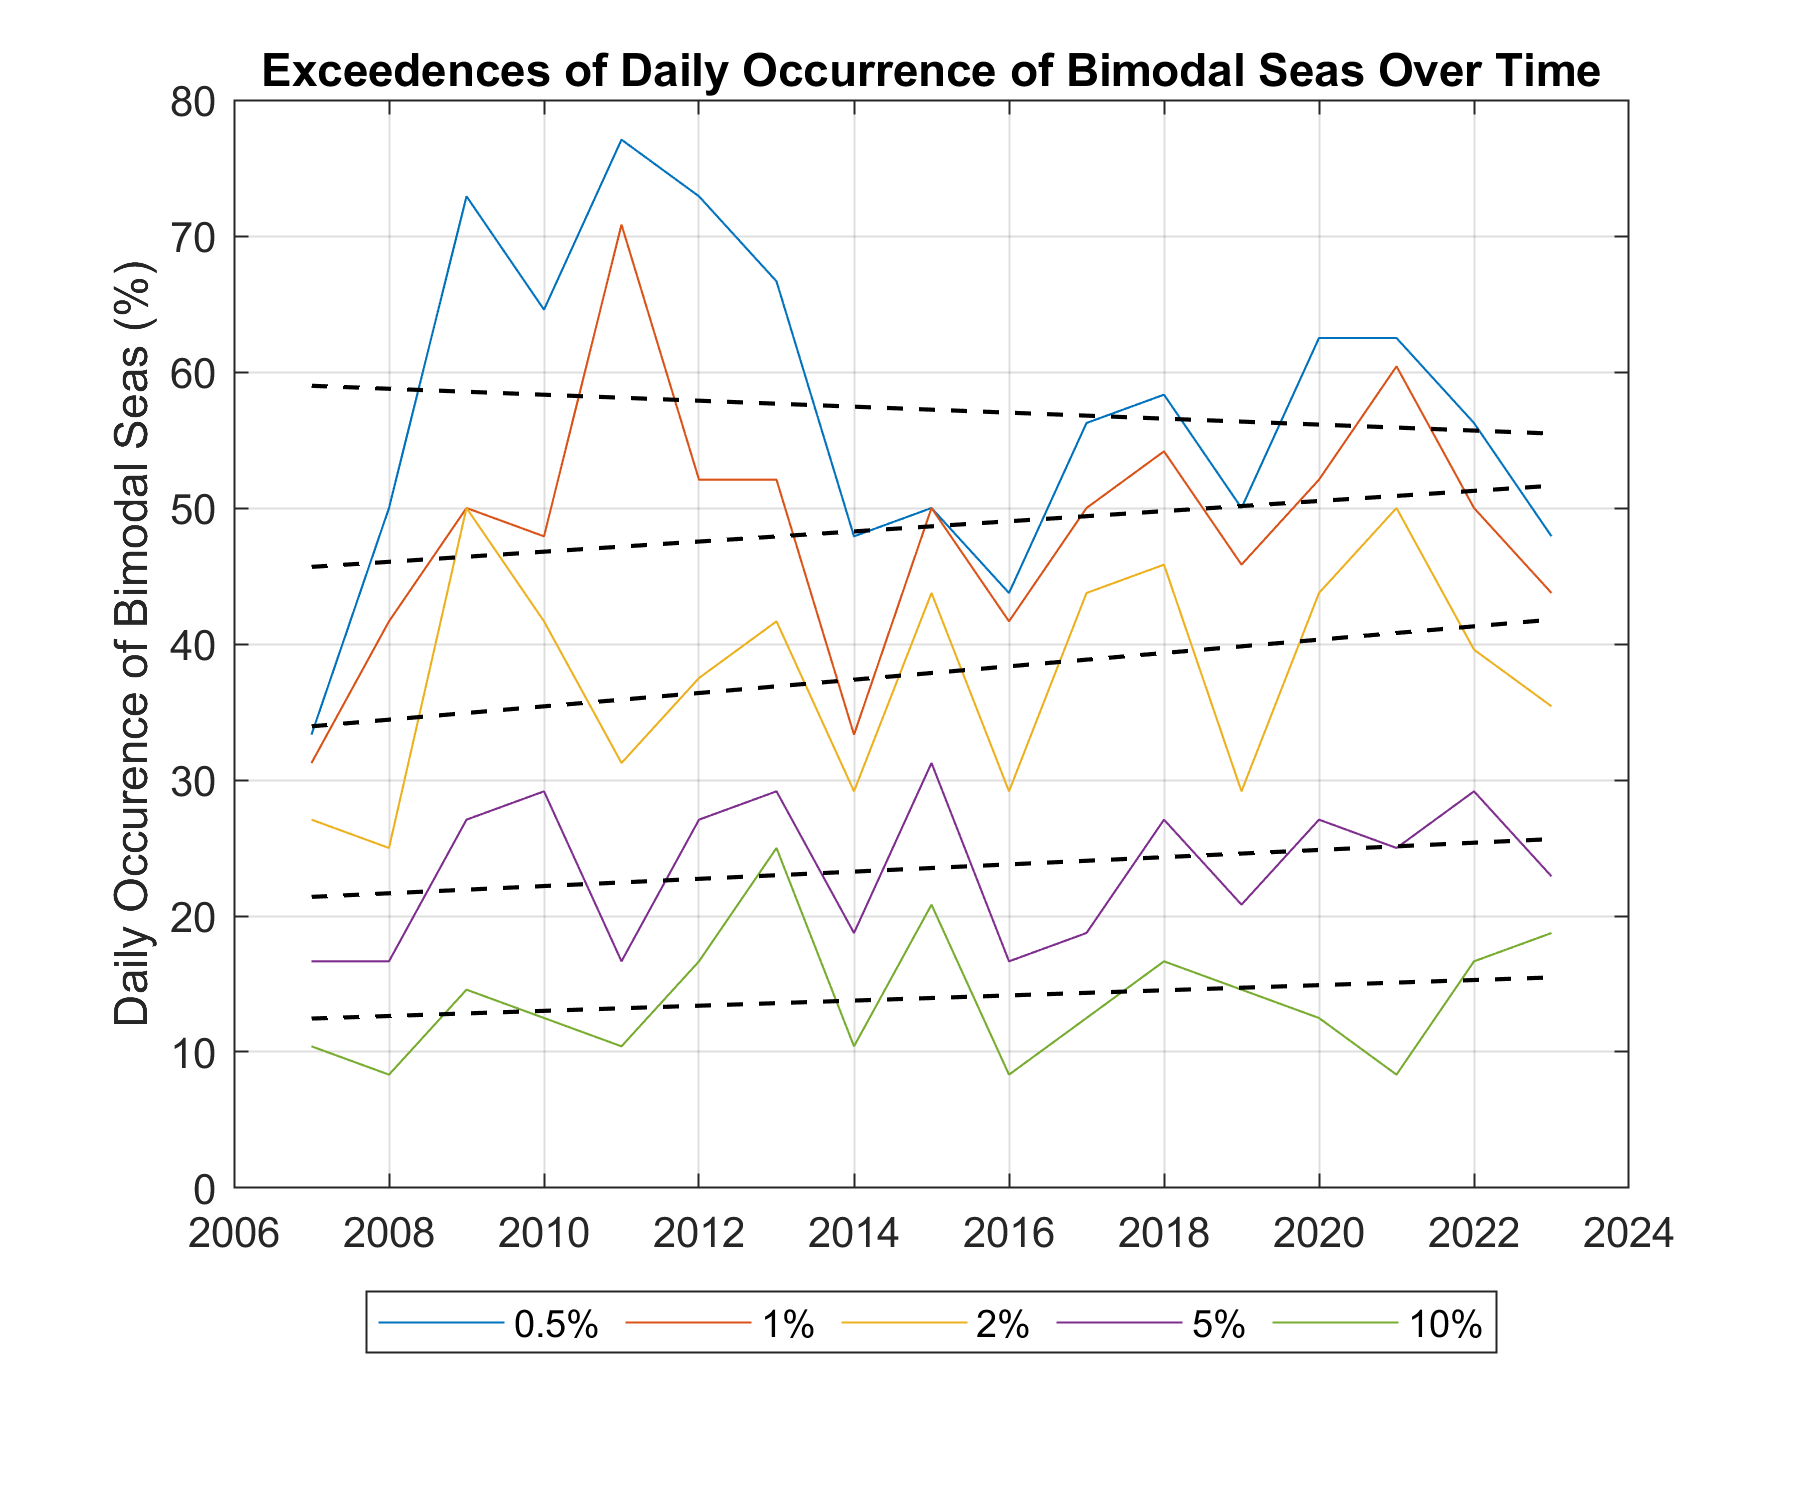 Exceedences of Daily Occurrence of Bimodal Seas Over Time
Daily Occurence of Bimodal Seas (%)
80
70
60
50
40
30
20
10
0
2006 2008 2010 2012 2014 2016 2018 2020 2022 2024
0.5% 1% 2% 5% 10%